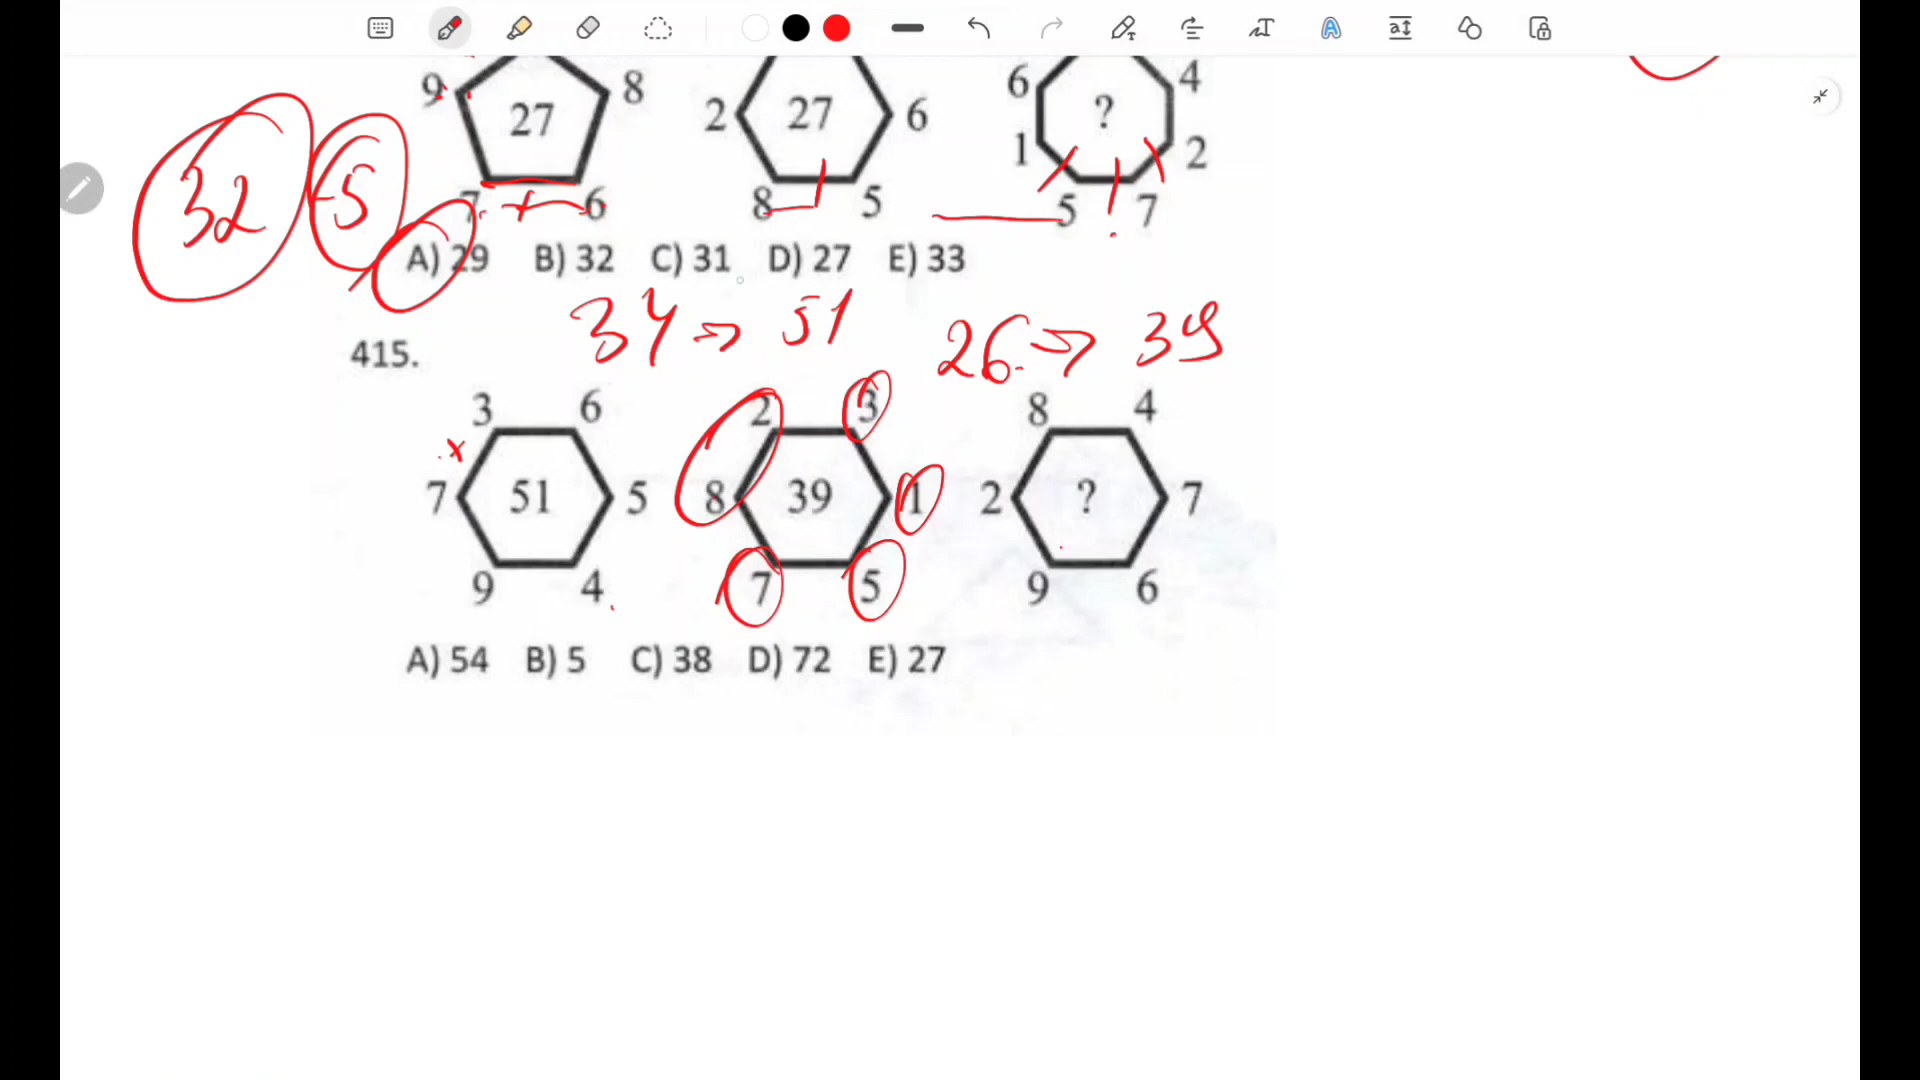 9 8 2 6 6 4
27 27 ?
1 2
32 -5
7 + 6 8 5 5 7
A) 29 B) 32 C) 31 D) 27 E) 33
34 => 51 26 => 39
415.
3 6 2 3 8 4
7 51 5 8 39 1 2 ? 7
9 4 7 5 9 6
A) 54 B) 5 C) 38 D) 72 E) 27